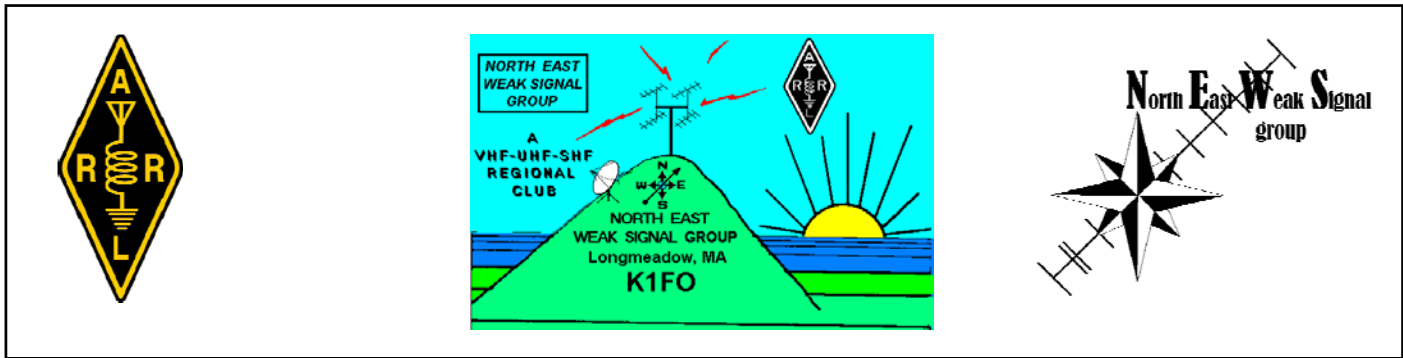 A
R R
L
NORTH EAST
WEAK SIGNAL
GROUP
A
VHF-UHF-SHF
REGIONAL
CLUB
A
R R
L
N
W E
S
NORTH EAST
WEAK SIGNAL GROUP
Longmeadow, MA
K1FO
North East Weak Signal
group